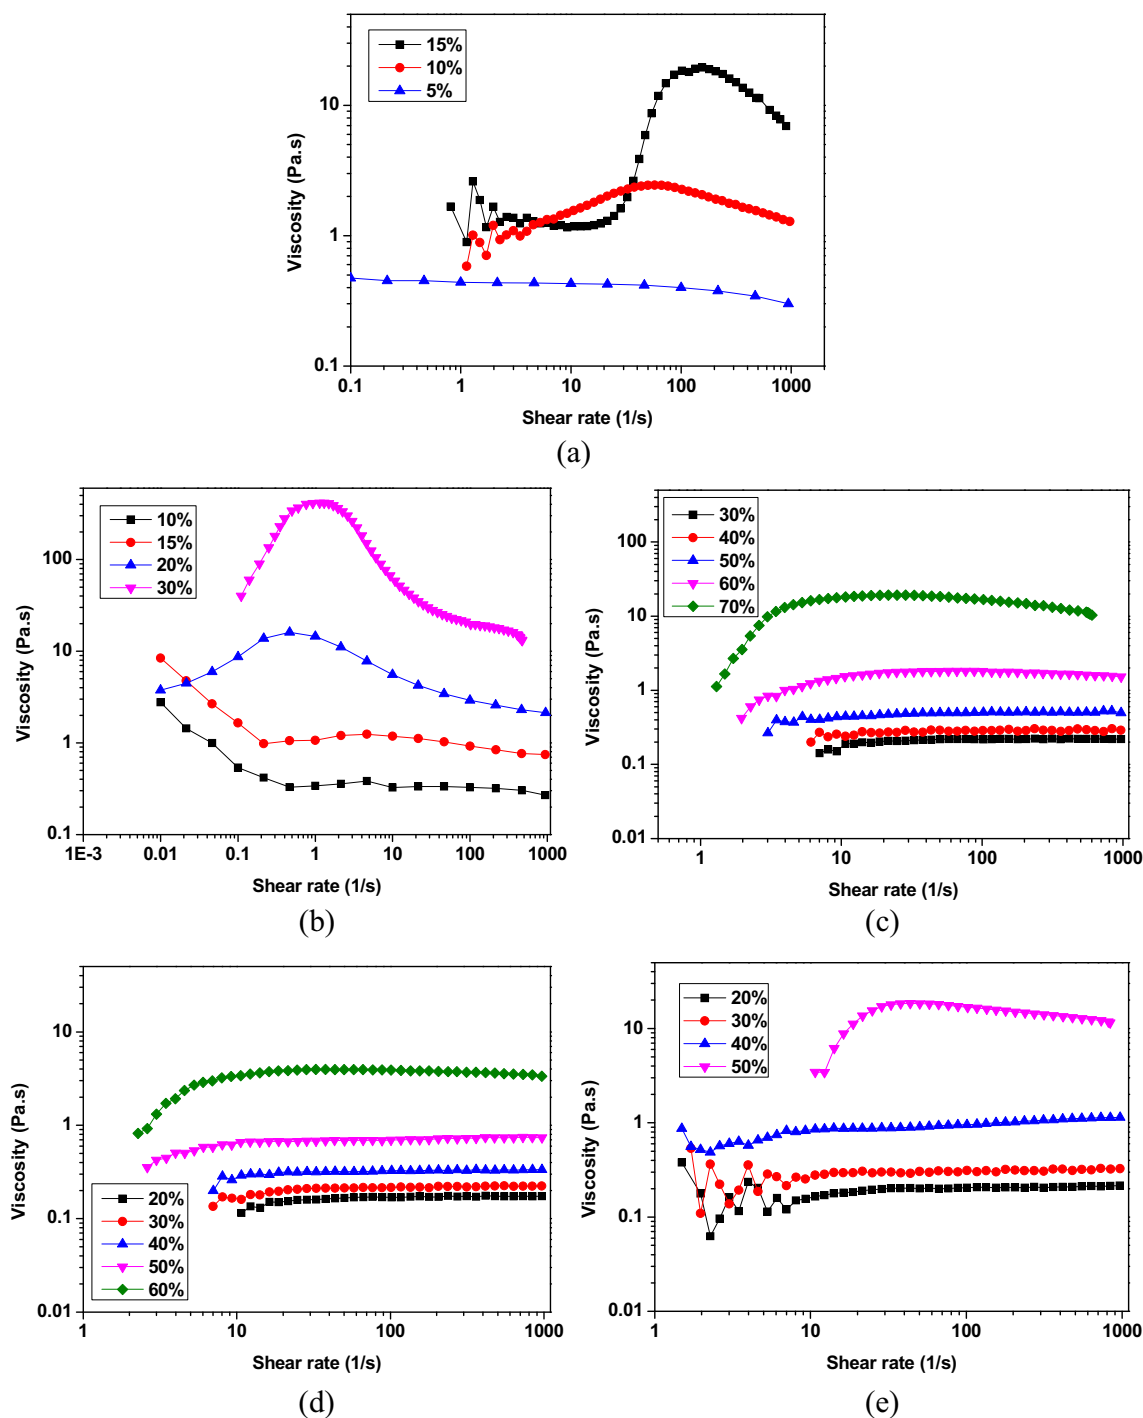 15%
10%
5%
10
1
0.1
Viscosity (Pa.s)
0.1 1 10 100 1000
Shear rate (1/s)
(a)
10%
15%
20%
30%
100
10
1
0.1
Viscosity (Pa.s)
1E-3 0.01 0.1 1 10 100 1000
Shear rate (1/s)
(b)
30%
40%
50%
60%
70%
100
10
1
0.1
0.01
Viscosity (Pa.s)
1 10 100 1000
Shear rate (1/s)
(c)
10
1
0.1
0.01
Viscosity (Pa.s)
20%
30%
40%
50%
60%
1 10 100 1000
Shear rate (1/s)
(d)
20%
30%
40%
50%
10
1
0.1
0.01
Viscosity (Pa.s)
1 10 100 1000
Shear rate (1/s)
(e)